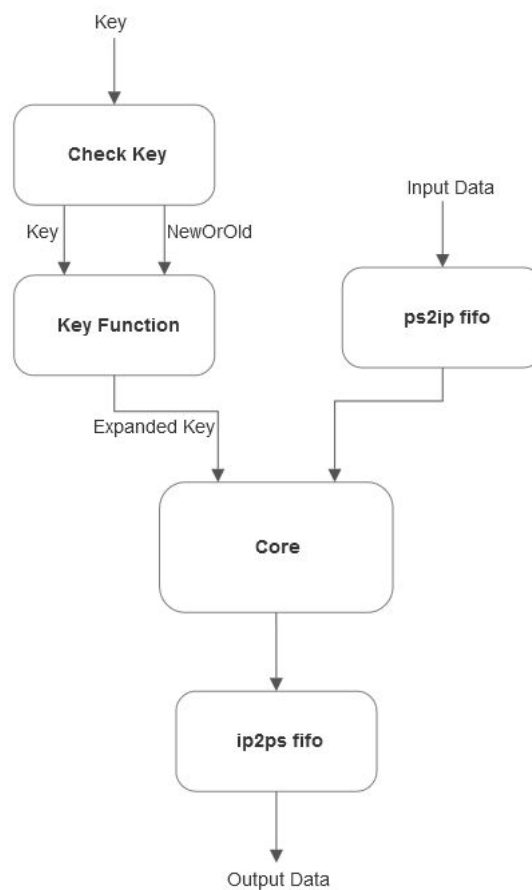 Key
Check Key
Key
NewOrOld
Input Data
Key Function
ps2ip fifo
Expanded Key
Core
ip2ps fifo
Output Data